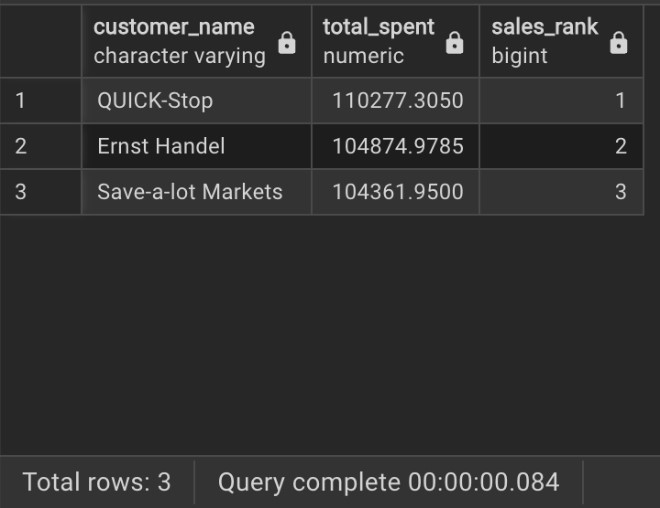 customer_name total_spent sales_rank
character varying numeric bigint
1 QUICK-Stop 110277.3050 1
2 Ernst Handel 104874.9785 2
3 Save-a-lot Markets 104361.9500 3
Total rows: 3 Query complete 00:00:00.084